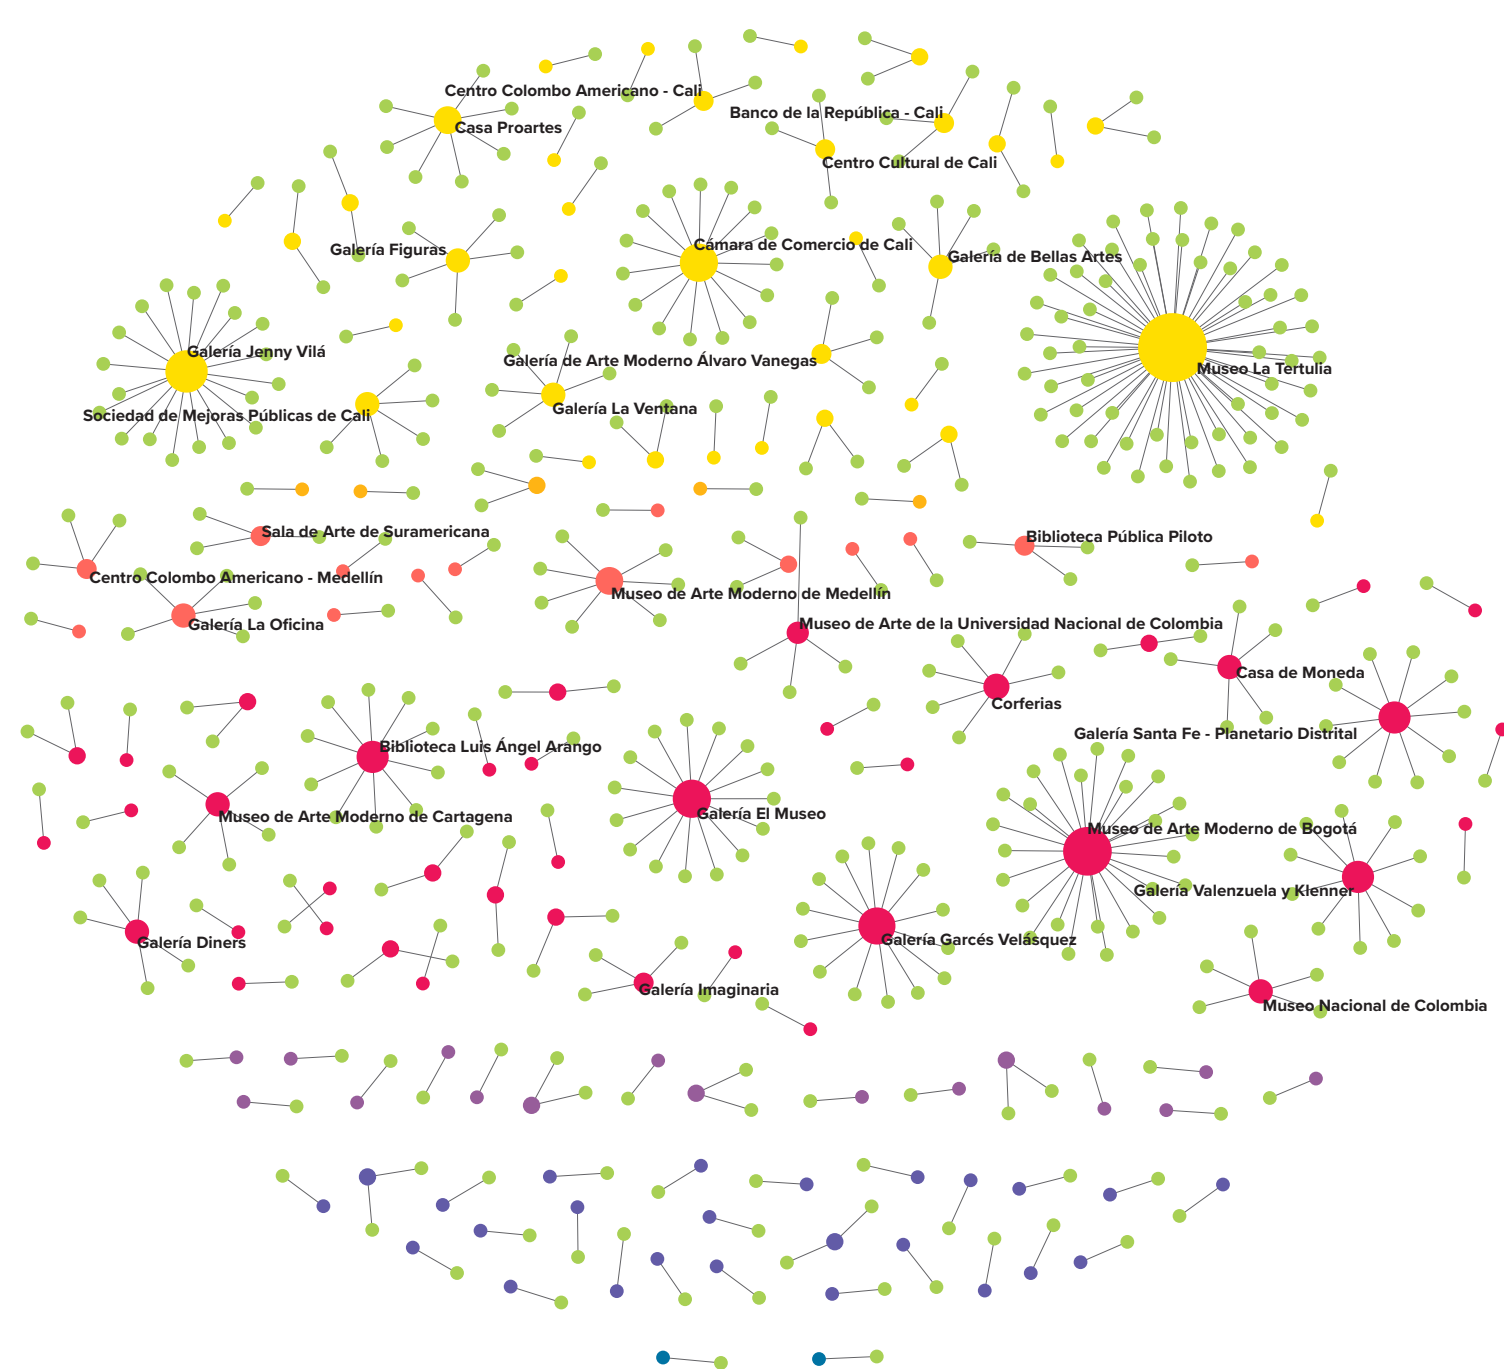 Centro Colombo Americano - Cali
Banco de la República - Cali
Casa Proartes
Centro Cultural de Cali
Galería Figuras
Cámara de Comercio de Cali
Galería de Bellas Artes
Galería Jenny Vilá
Galería de Arte Moderno Álvaro Vanegas
Museo La Tertulia
Sociedad de Mejoras Públicas de Cali
Galería La Ventana
Sala de Arte de Suramericana
Biblioteca Pública Piloto
Centro Colombo Americano - Medellín
Museo de Arte Moderno de Medellín
Galería La Oficina
Museo de Arte de la Universidad Nacional de Colombia
Casa de Moneda
Corferias
Galería Santa Fe - Planetario Distrital
Biblioteca Luis Ángel Arango
Museo de Arte Moderno de Cartagena
Galería El Museo
Museo de Arte Moderno de Bogotá
Galería Valenzuela y Klenner
Galería Diners
Galería Garcés Velásquez
Galería Imaginaria
Museo Nacional de Colombia